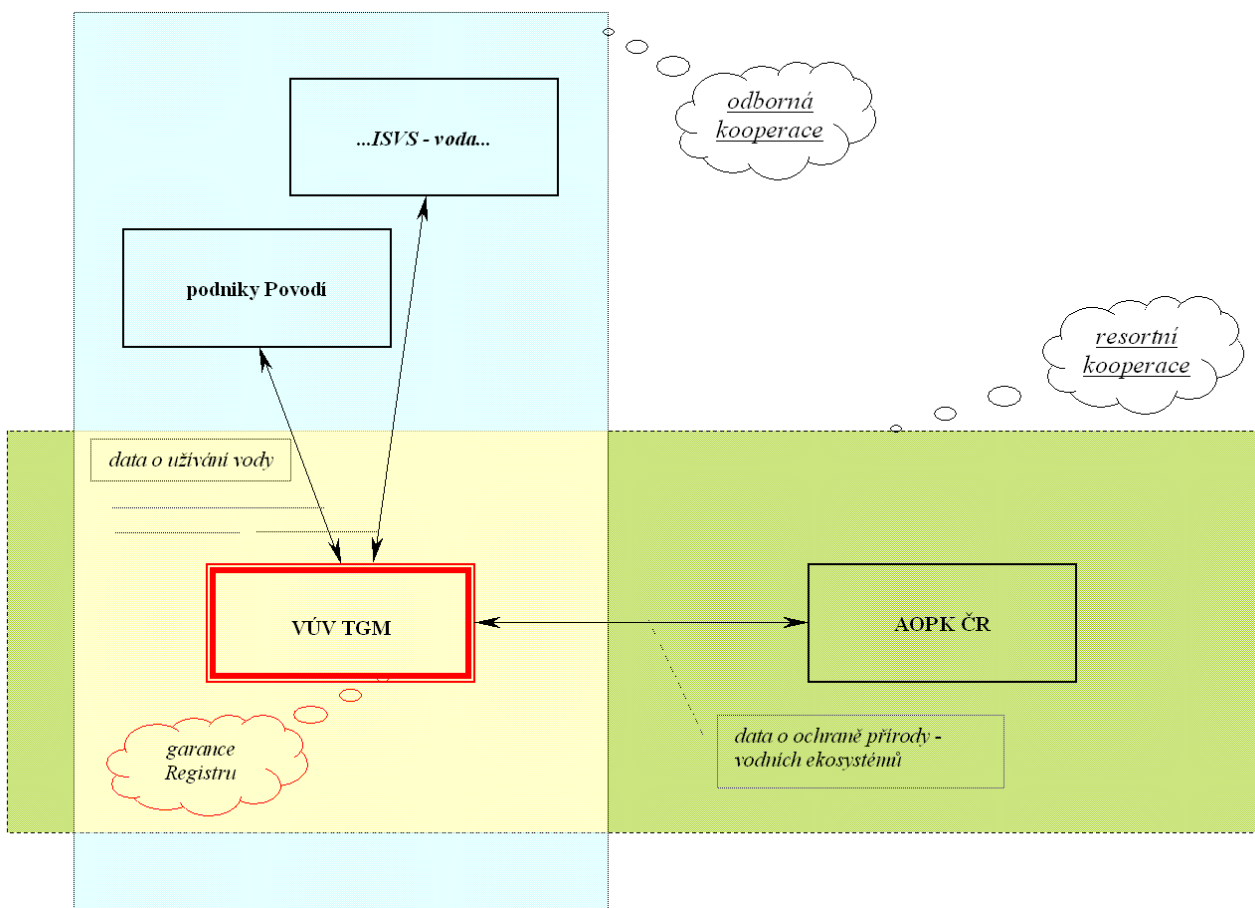 odborná
kooperace
...ISVS - voda...
podniky Povodí
resortní
kooperace
data o užívání vody
VÚV TGM
AOPK ČR
data o ochraně přírody -
vodních ekosystémů
garance
Registru